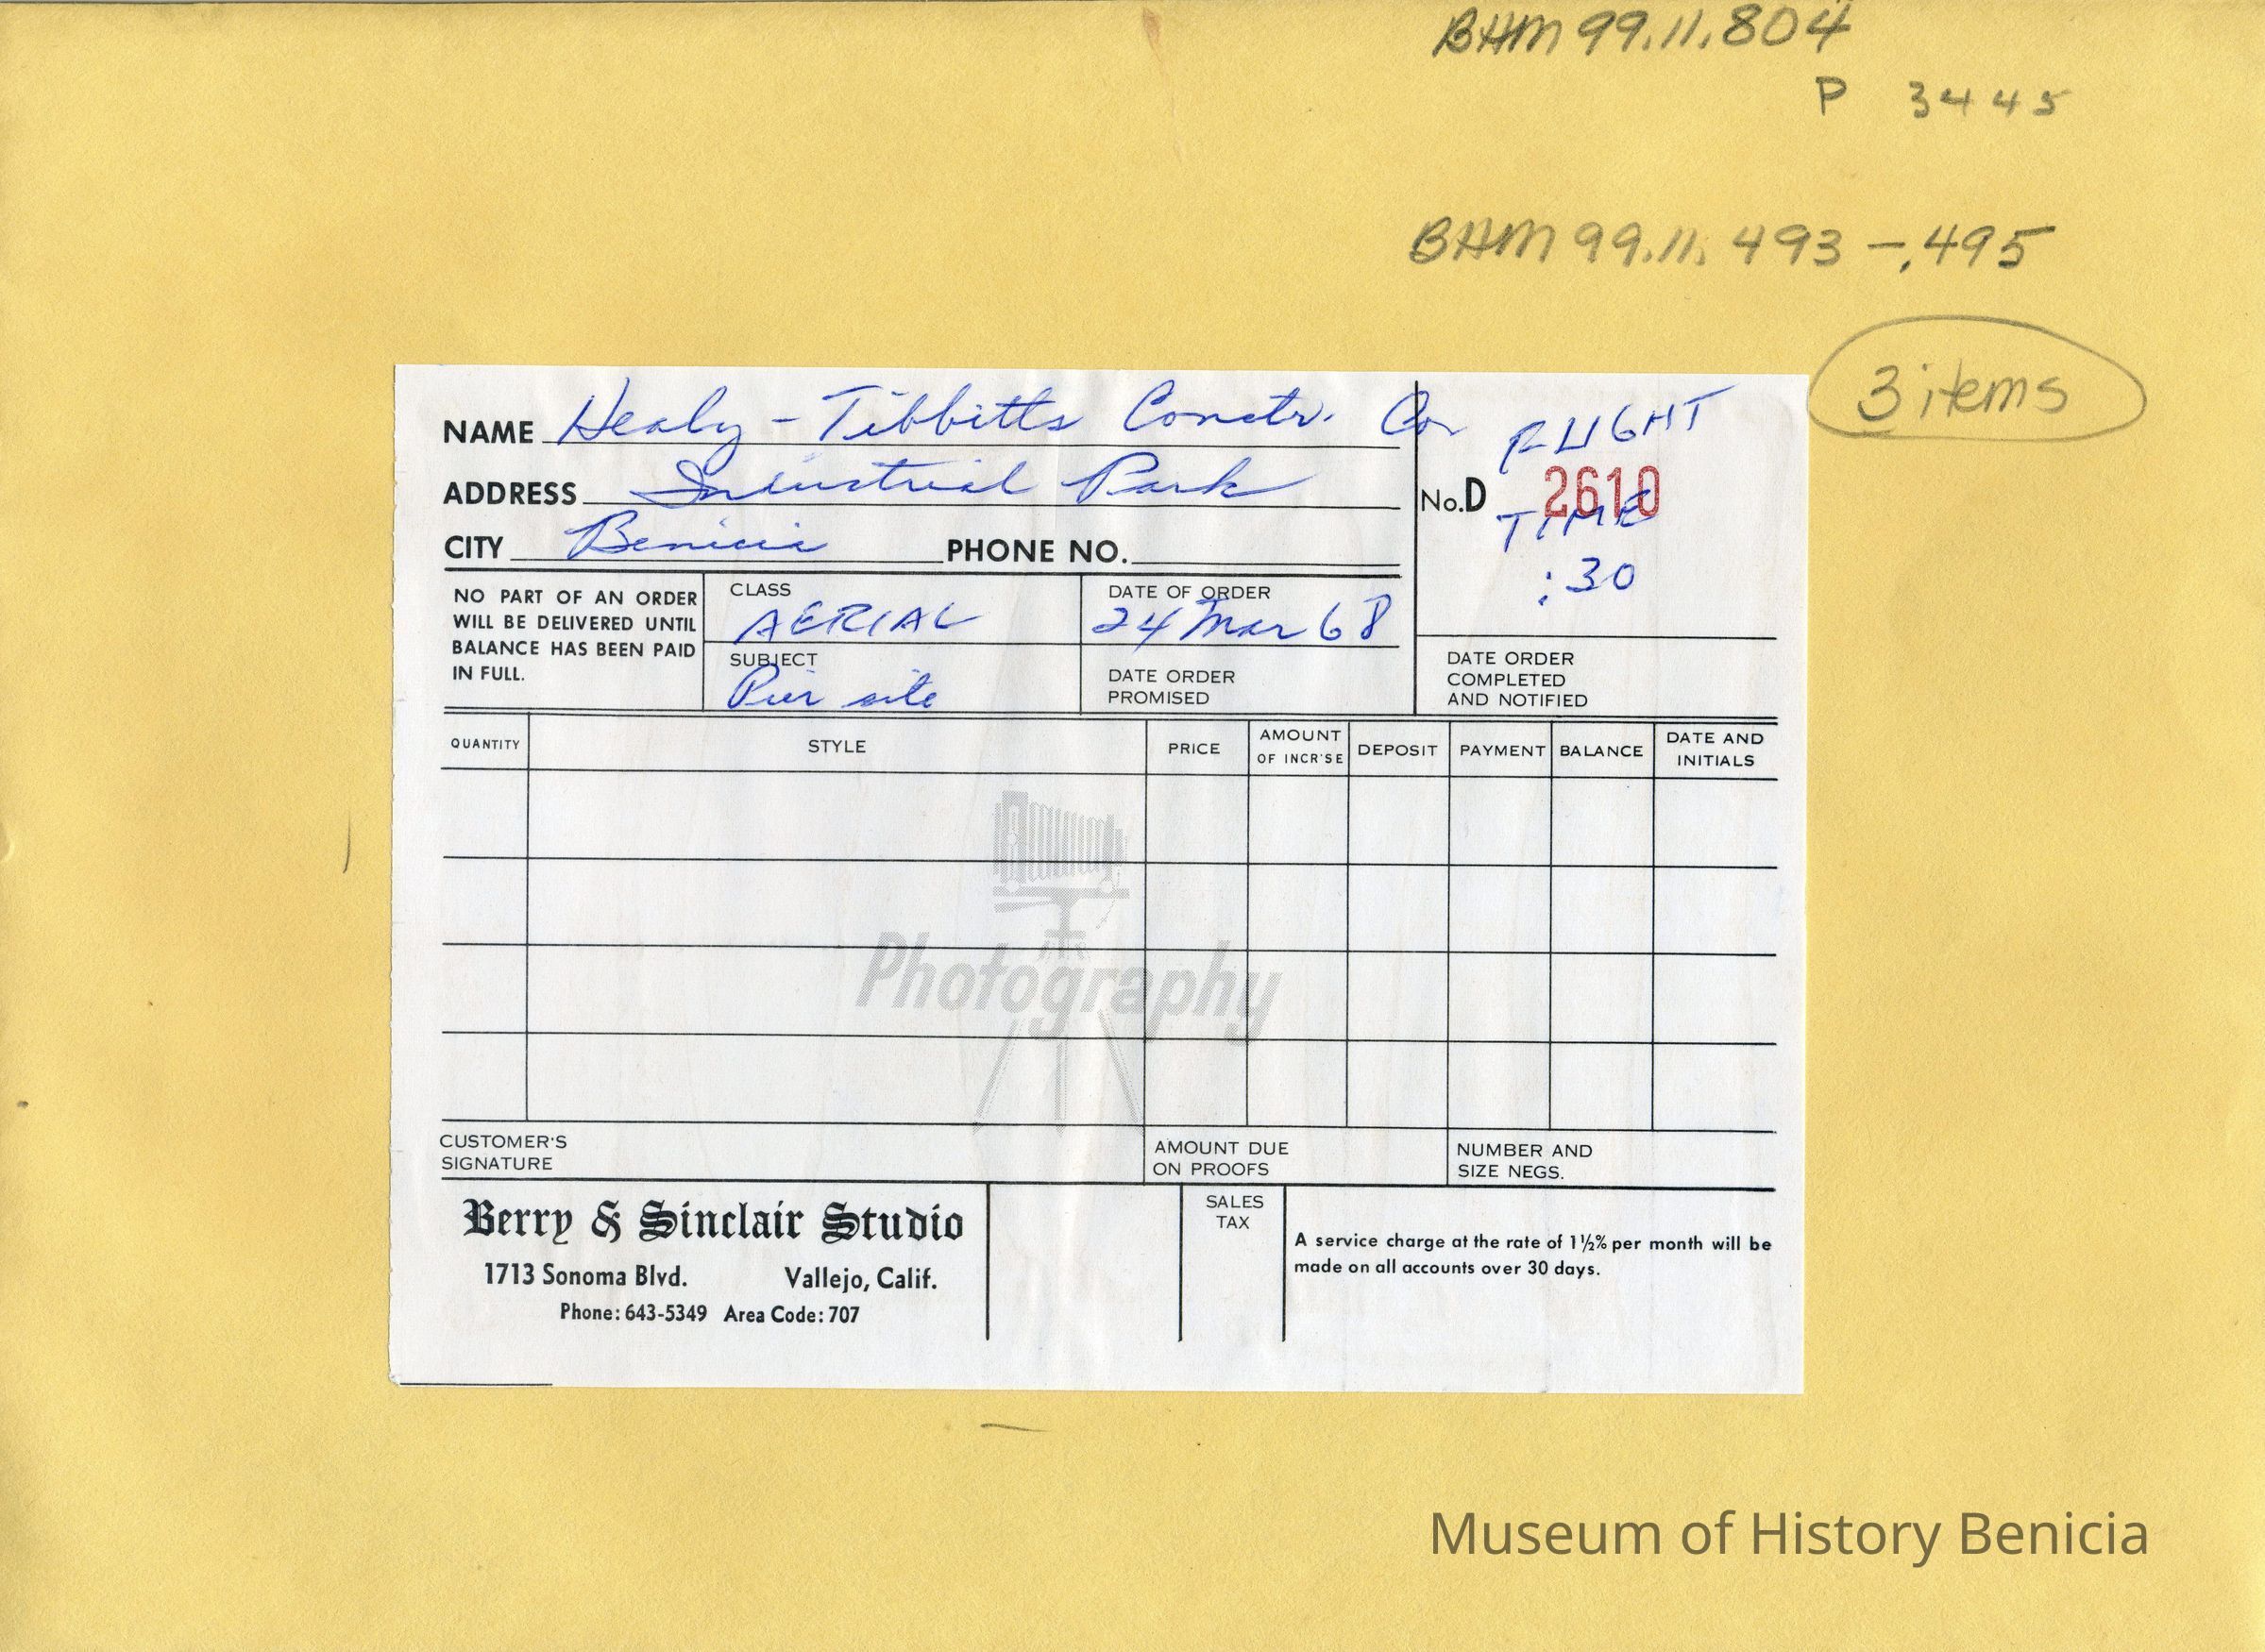 BHM 99.11.804
P 3445
BHM 99.11.493-.495
3 items
NAME Healy-Tibbitts Constr. Co.
ADDRESS Industrial Park
CITY Benicia PHONE NO.
FLIGHT
No.D 2610
TIME
:30
NO PART OF AN ORDER
WILL BE DELIVERED UNTIL
BALANCE HAS BEEN PAID
IN FULL.
CLASS
AERIAL
SUBJECT
Pier site
DATE OF ORDER
24 Mar 68
DATE ORDER
PROMISED
DATE ORDER
COMPLETED
AND NOTIFIED
QUANTITY STYLE PRICE AMOUNT OF INCR'SE DEPOSIT PAYMENT BALANCE DATE AND INITIALS
Photography
CUSTOMER'S
SIGNATURE
AMOUNT DUE
ON PROOFS
NUMBER AND
SIZE NEGS.
Berry & Sinclair Studio
1713 Sonoma Blvd. Vallejo, Calif.
Phone: 643-5349 Area Code: 707
SALES
TAX
A service charge at the rate of 1½% per month will be
made on all accounts over 30 days.
Museum of History Benicia